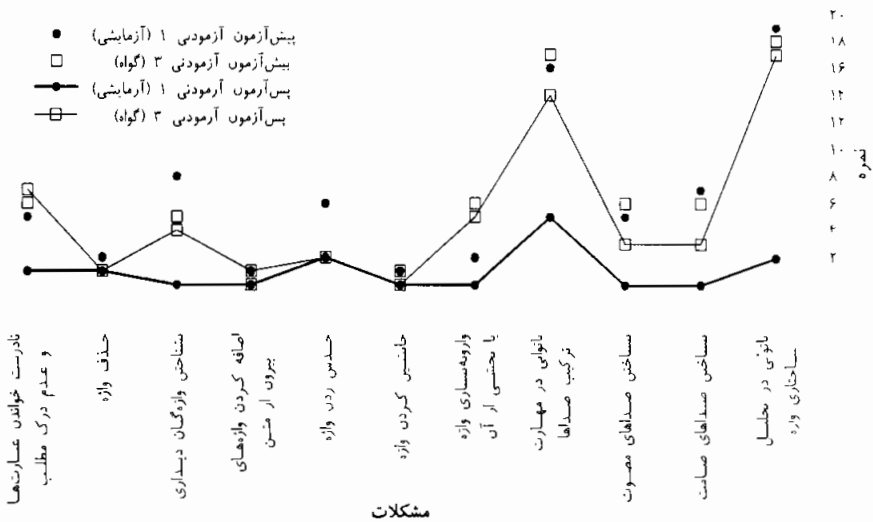 پیش‌آزمون آزمودنی ۱ (آزمایشی)
پیش‌آزمون آزمودنی ۳ (گواه)
پس‌آزمون آزمودنی ۱ (آزمایشی)
پس‌آزمون آزمودنی ۳ (گواه)
۲۰
۱۸
۱۶
۱۴
۱۲
۱۰
۸
۶
۴
۲
نمره
ناتوانی در تحلیل
ساختاری واژه
نشناختن صداهای صامت
نشناختن صداهای مصوت
ناتوانی در مهارت
ترکیب صداها
وارونه‌سازی واژه
یا بخشی از آن
جانشین کردن واژه
حدس زدن واژه
اضافه کردن واژه‌های
بیرون از متن
نشناختن واژگان دیداری
حذف واژه
نادرست خواندن عبارت‌ها
و عدم درک مطلب
مشکلات